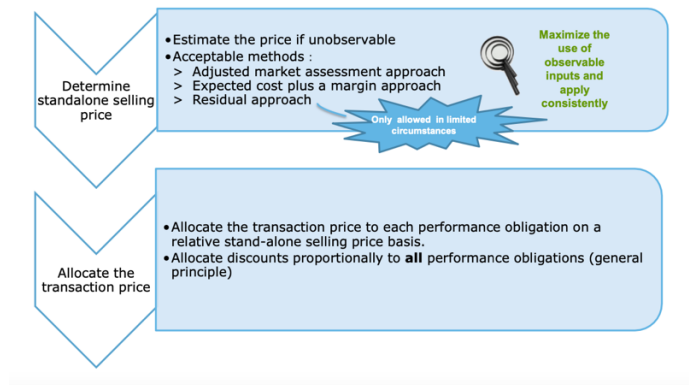 Determine
standalone selling
price
•Estimate the price if unobservable
•Acceptable methods :
> Adjusted market assessment approach
> Expected cost plus a margin approach
> Residual approach
Only allowed in limited
circumstances
Maximize the
use of
observable
inputs and
apply
consistently
Allocate the
transaction price
•Allocate the transaction price to each performance obligation on a
relative stand-alone selling price basis.
•Allocate discounts proportionally to all performance obligations (general
principle)